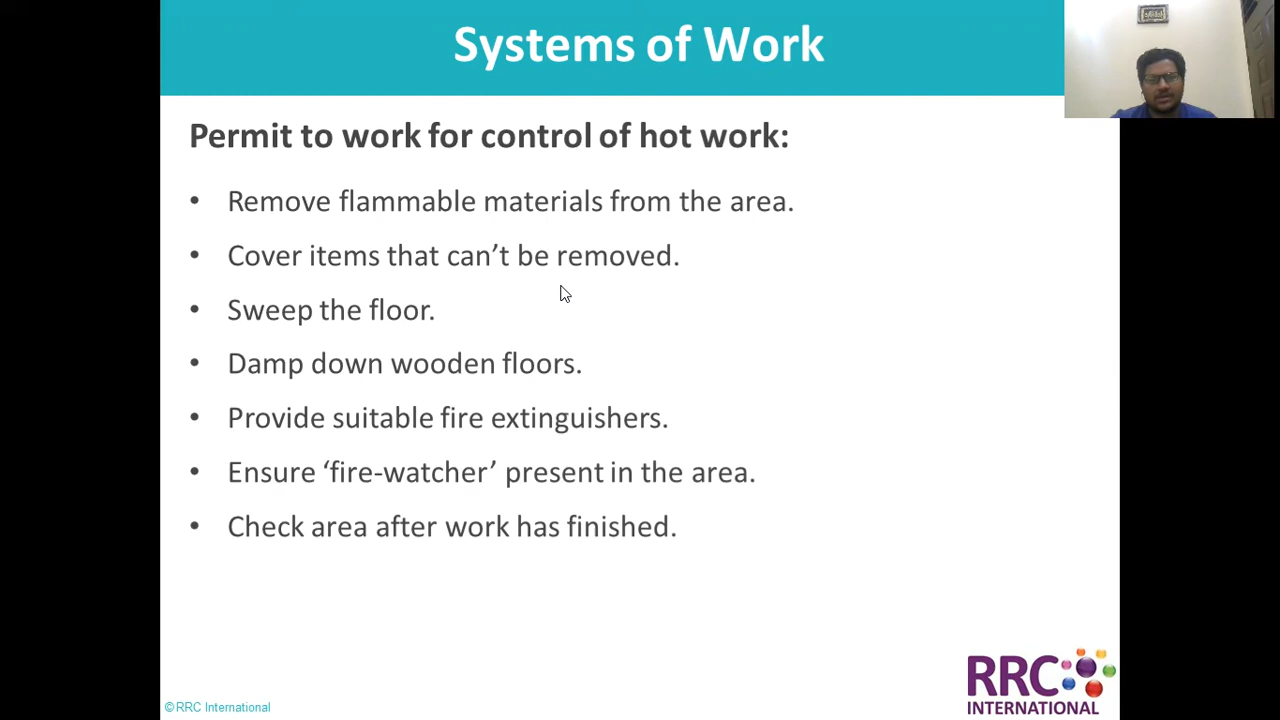 Systems of Work
Permit to work for control of hot work:
• Remove flammable materials from the area.
• Cover items that can’t be removed.
• Sweep the floor.
• Damp down wooden floors.
• Provide suitable fire extinguishers.
• Ensure ‘fire-watcher’ present in the area.
• Check area after work has finished.
RRC
INTERNATIONAL
© RRC International